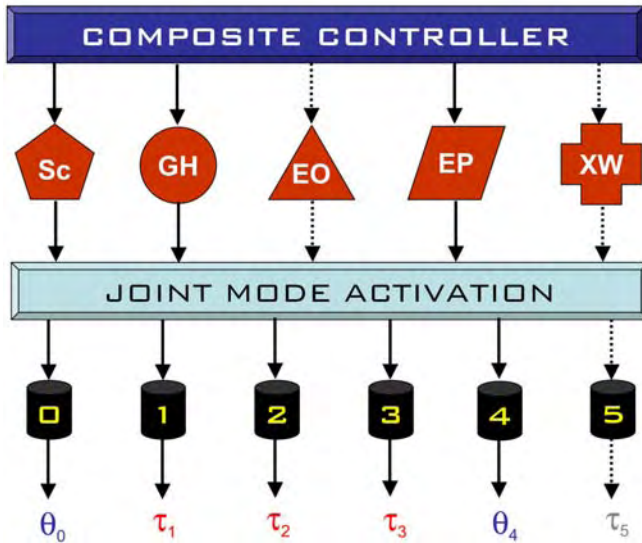 COMPOSITE CONTROLLER
Sc GH EO EP XW
JOINT MODE ACTIVATION
0 1 2 3 4 5
θ₀ τ₁ τ₂ τ₃ θ₄ τ₅